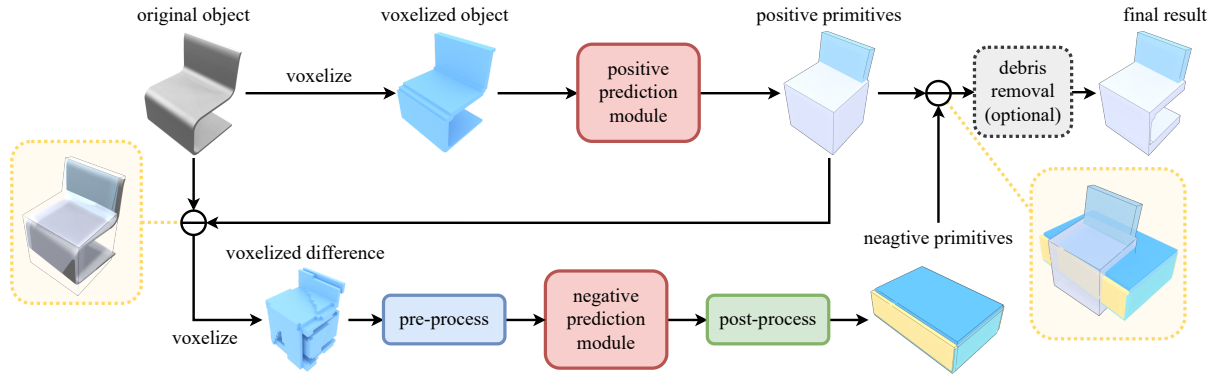 original object
voxelized object
positive primitives
final result
voxelize
positive
prediction
module
debris
removal
(optional)
voxelized difference
neagtive primitives
voxelize
pre-process
negative
prediction
module
post-process